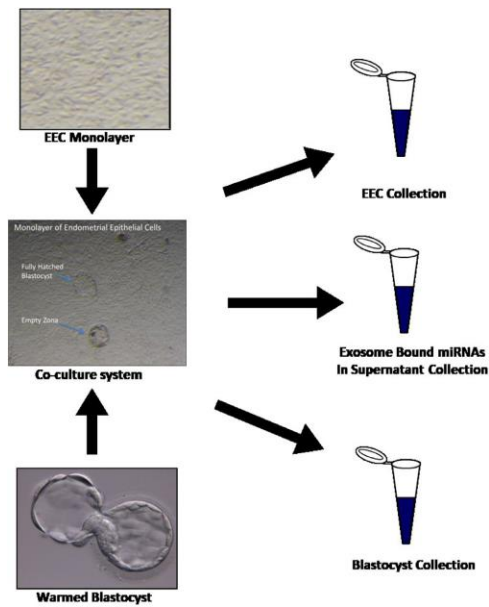 EEC Monolayer
Monolayer of Endometrial Epithelial Cells
Fully Hatched
Blastocyst
Empty Zona
Co-culture system
Warmed Blastocyst
EEC Collection
Exosome Bound miRNAs
In Supernatant Collection
Blastocyst Collection